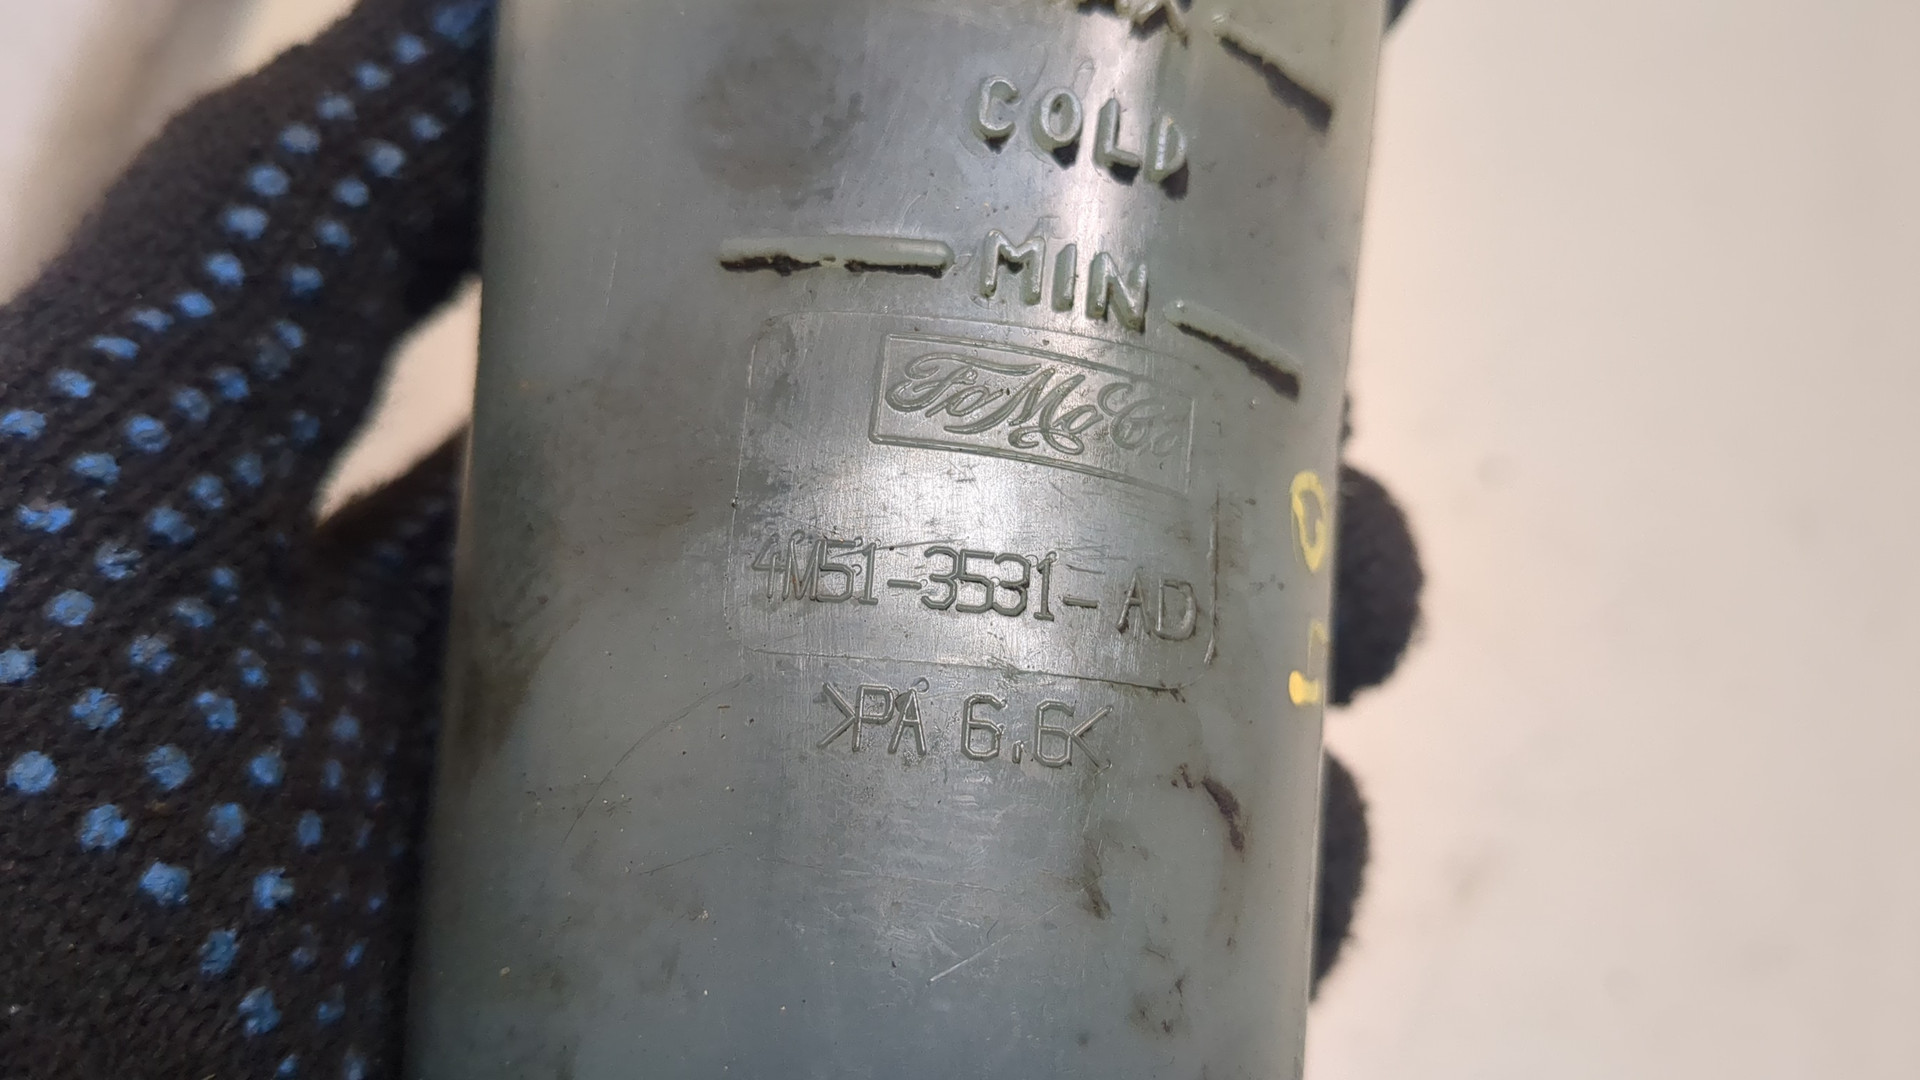 COLD
MIN
FoMoCo
4M51-3531-AD
>PA 6.6<